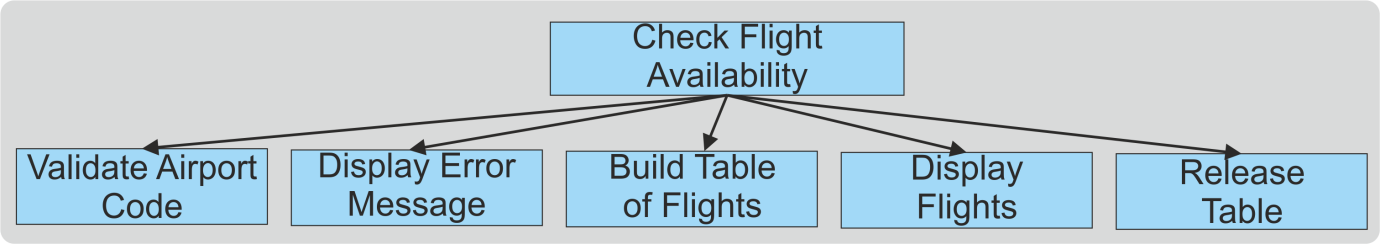 Check Flight
Availability
Validate Airport
Code
Display Error
Message
Build Table
of Flights
Display
Flights
Release
Table